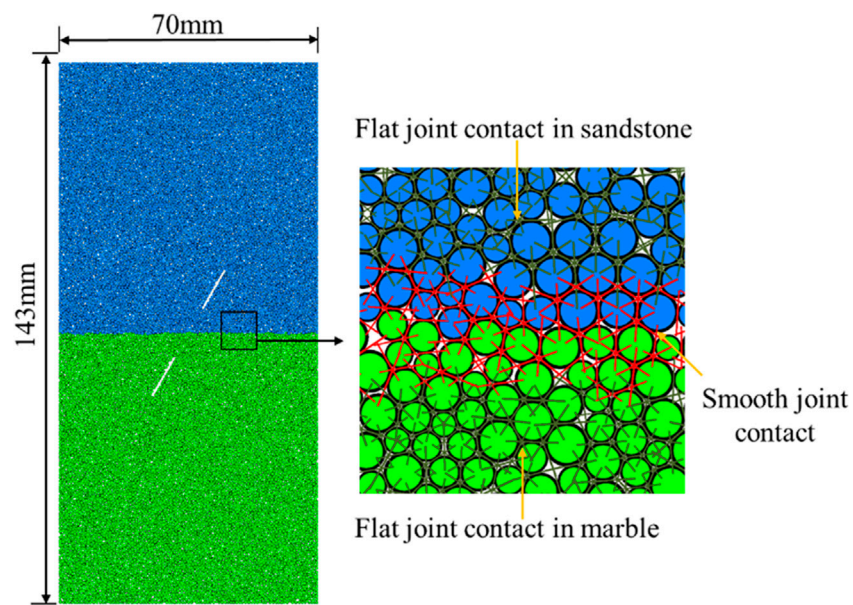 70mm
143mm
Flat joint contact in sandstone
Smooth joint
contact
Flat joint contact in marble